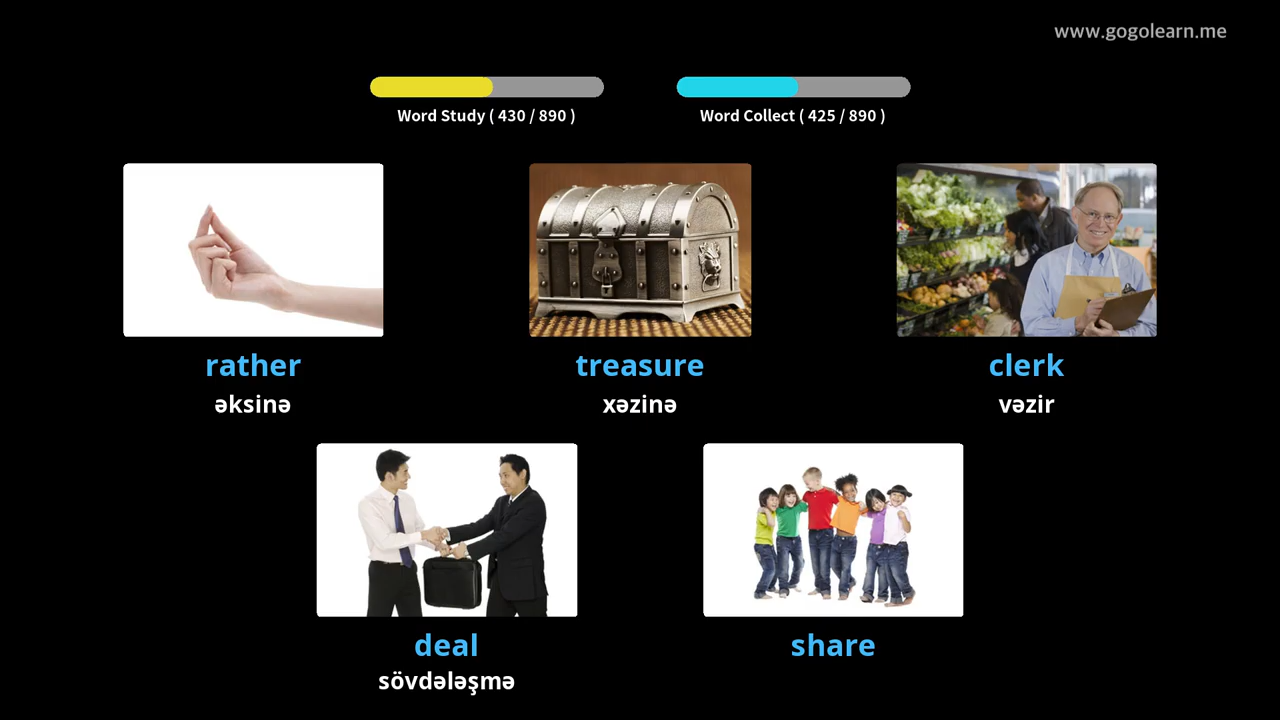 www.gogolearn.me
Word Study ( 430 / 890 )
Word Collect ( 425 / 890 )
rather
əksinə
treasure
xəzinə
clerk
vəzir
deal
sövdələşmə
share